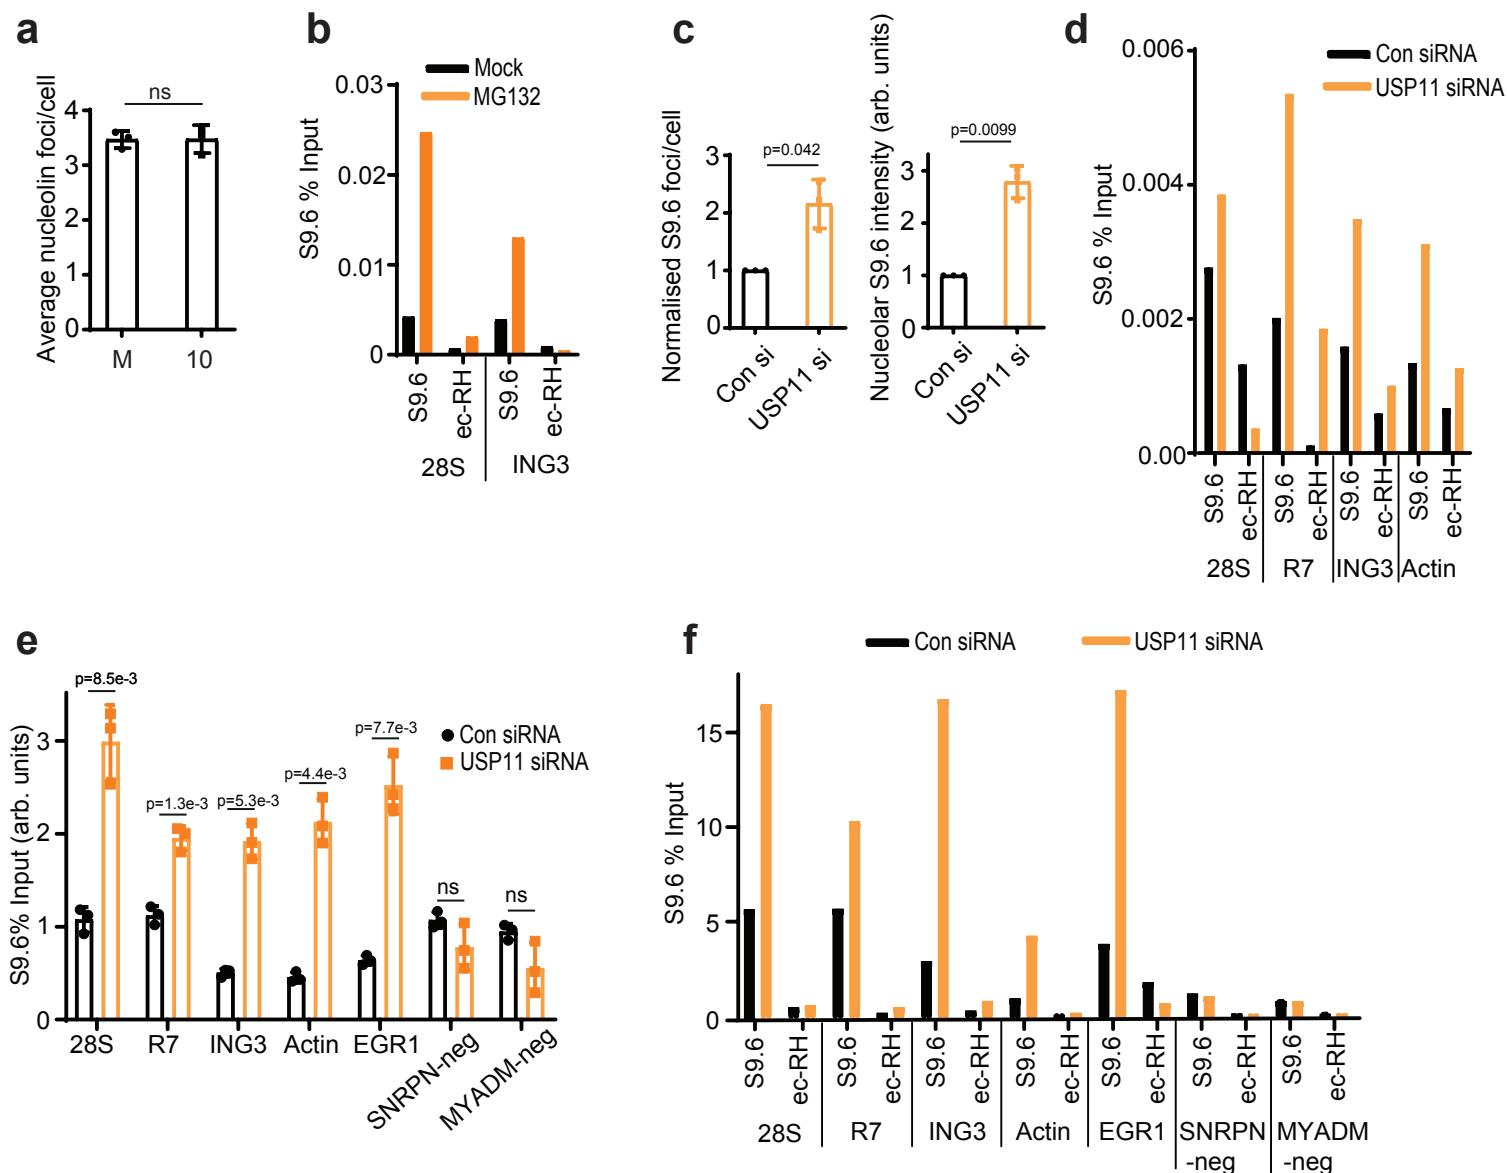 a
Average nucleolin foci/cell
4
3
2
1
0
ns
M
10
b
Mock
MG132
S9.6 % Input
0.03
0.02
0.01
0
S9.6
ec-RH
S9.6
ec-RH
28S
ING3
c
Normalised S9.6 foci/cell
3
2
1
0
p=0.042
Con si
USP11 si
Nucleolar S9.6 intensity (arb. units)
3
2
1
0
p=0.0099
Con si
USP11 si
d
Con siRNA
USP11 siRNA
S9.6 % Input
0.006
0.004
0.002
0.00
S9.6
ec-RH
S9.6
ec-RH
S9.6
ec-RH
S9.6
ec-RH
28S
R7
ING3
Actin
e
S9.6% Input (arb. units)
3
2
1
0
p=8.5e-3
p=1.3e-3
p=5.3e-3
p=4.4e-3
p=7.7e-3
ns
ns
Con siRNA
USP11 siRNA
28S
R7
ING3
Actin
EGR1
SNRPN-neg
MYADM-neg
f
Con siRNA
USP11 siRNA
S9.6 % Input
15
10
5
0
S9.6
ec-RH
S9.6
ec-RH
S9.6
ec-RH
S9.6
ec-RH
S9.6
ec-RH
S9.6
ec-RH
S9.6
ec-RH
28S
R7
ING3
Actin
EGR1
SNRPN
-neg
MYADM
-neg